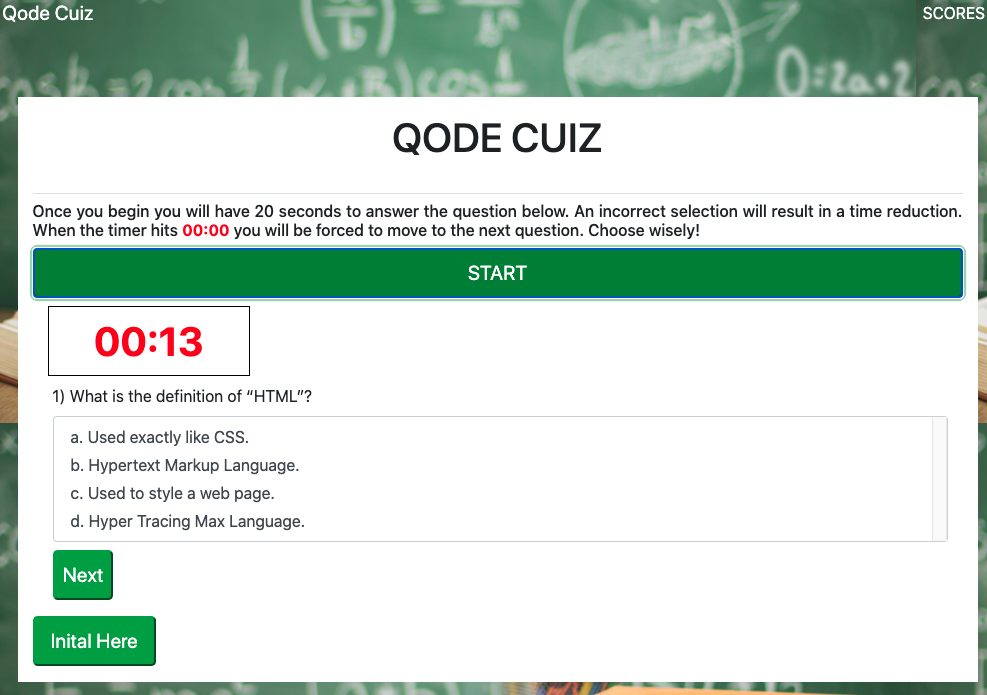 Qode Cuiz
SCORES
QODE CUIZ
Once you begin you will have 20 seconds to answer the question below. An incorrect selection will result in a time reduction.
When the timer hits 00:00 you will be forced to move to the next question. Choose wisely!
START
00:13
1) What is the definition of “HTML”?
a. Used exactly like CSS.
b. Hypertext Markup Language.
c. Used to style a web page.
d. Hyper Tracing Max Language.
Next
Inital Here